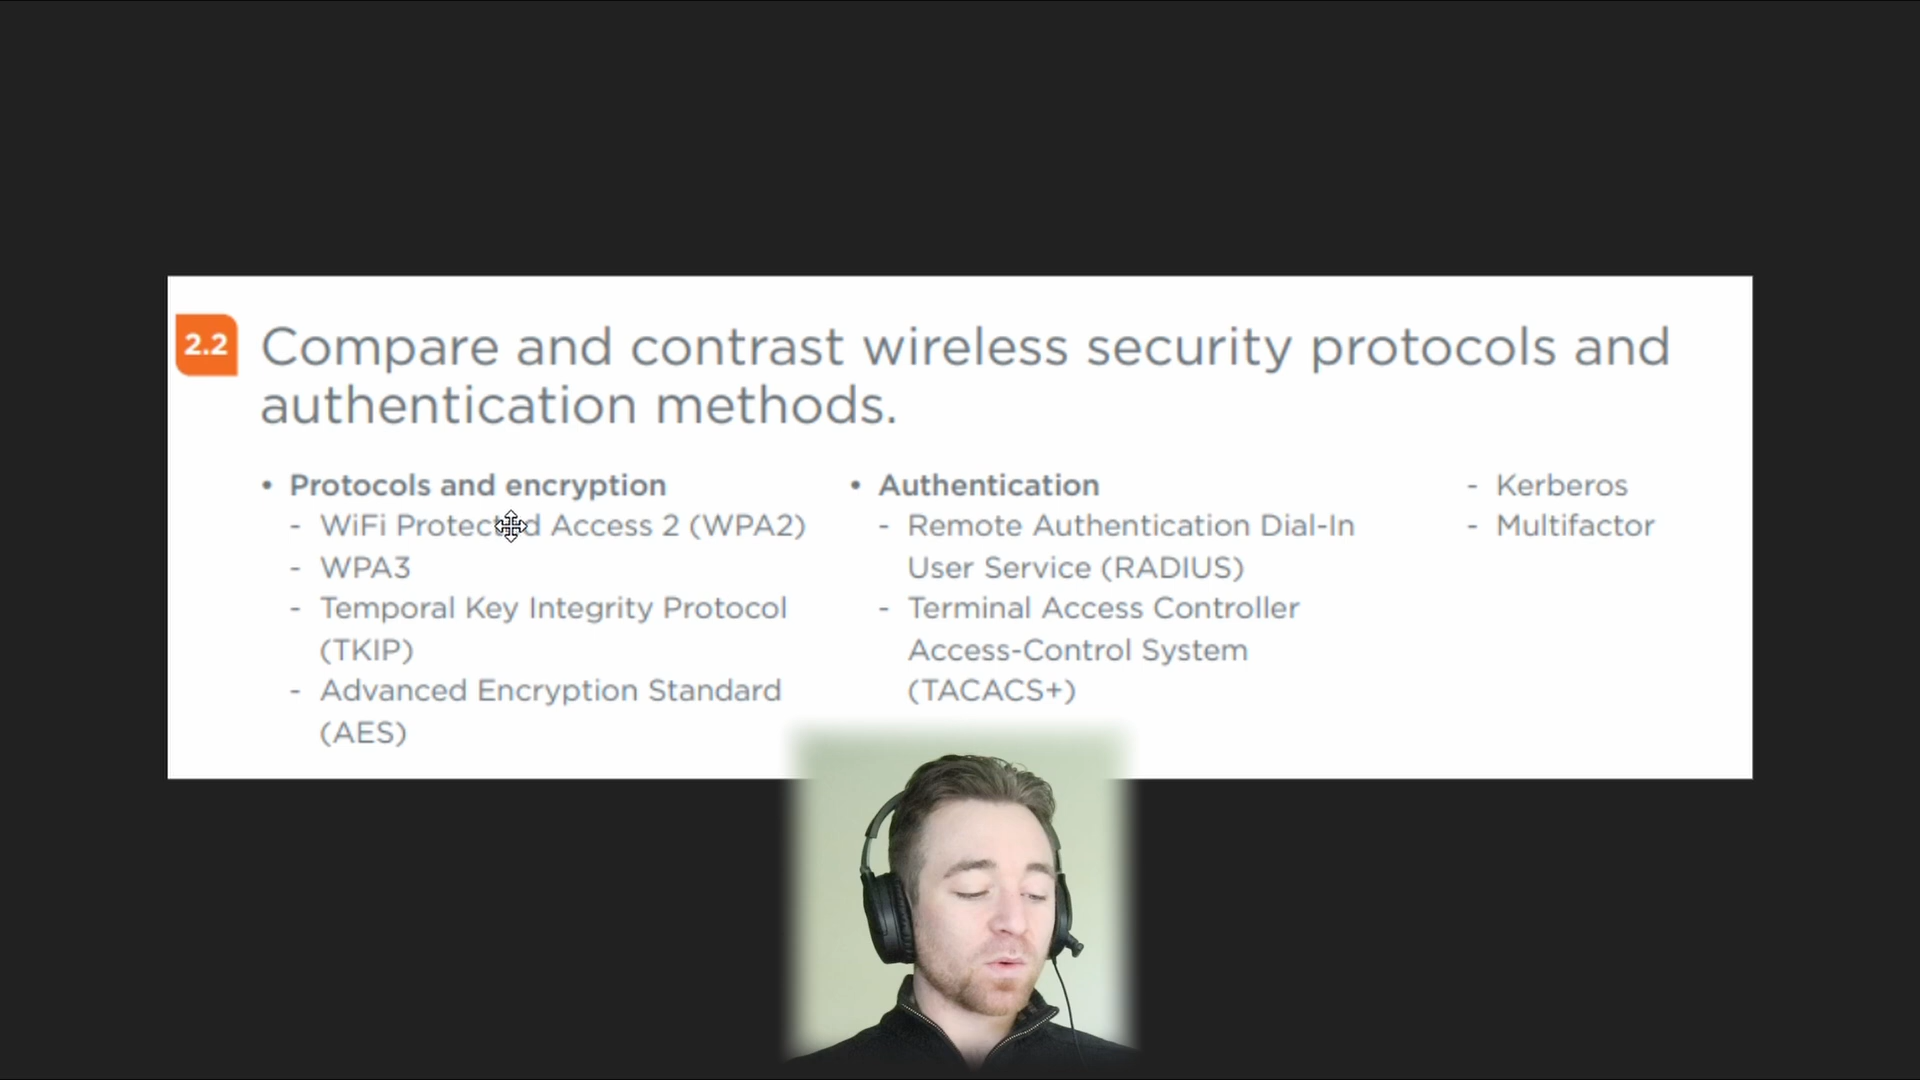 2.2
Compare and contrast wireless security protocols and
authentication methods.
• Protocols and encryption
- WiFi Protected Access 2 (WPA2)
- WPA3
- Temporal Key Integrity Protocol
(TKIP)
- Advanced Encryption Standard
(AES)
• Authentication
- Remote Authentication Dial-In
User Service (RADIUS)
- Terminal Access Controller
Access-Control System
(TACACS+)
- Kerberos
- Multifactor